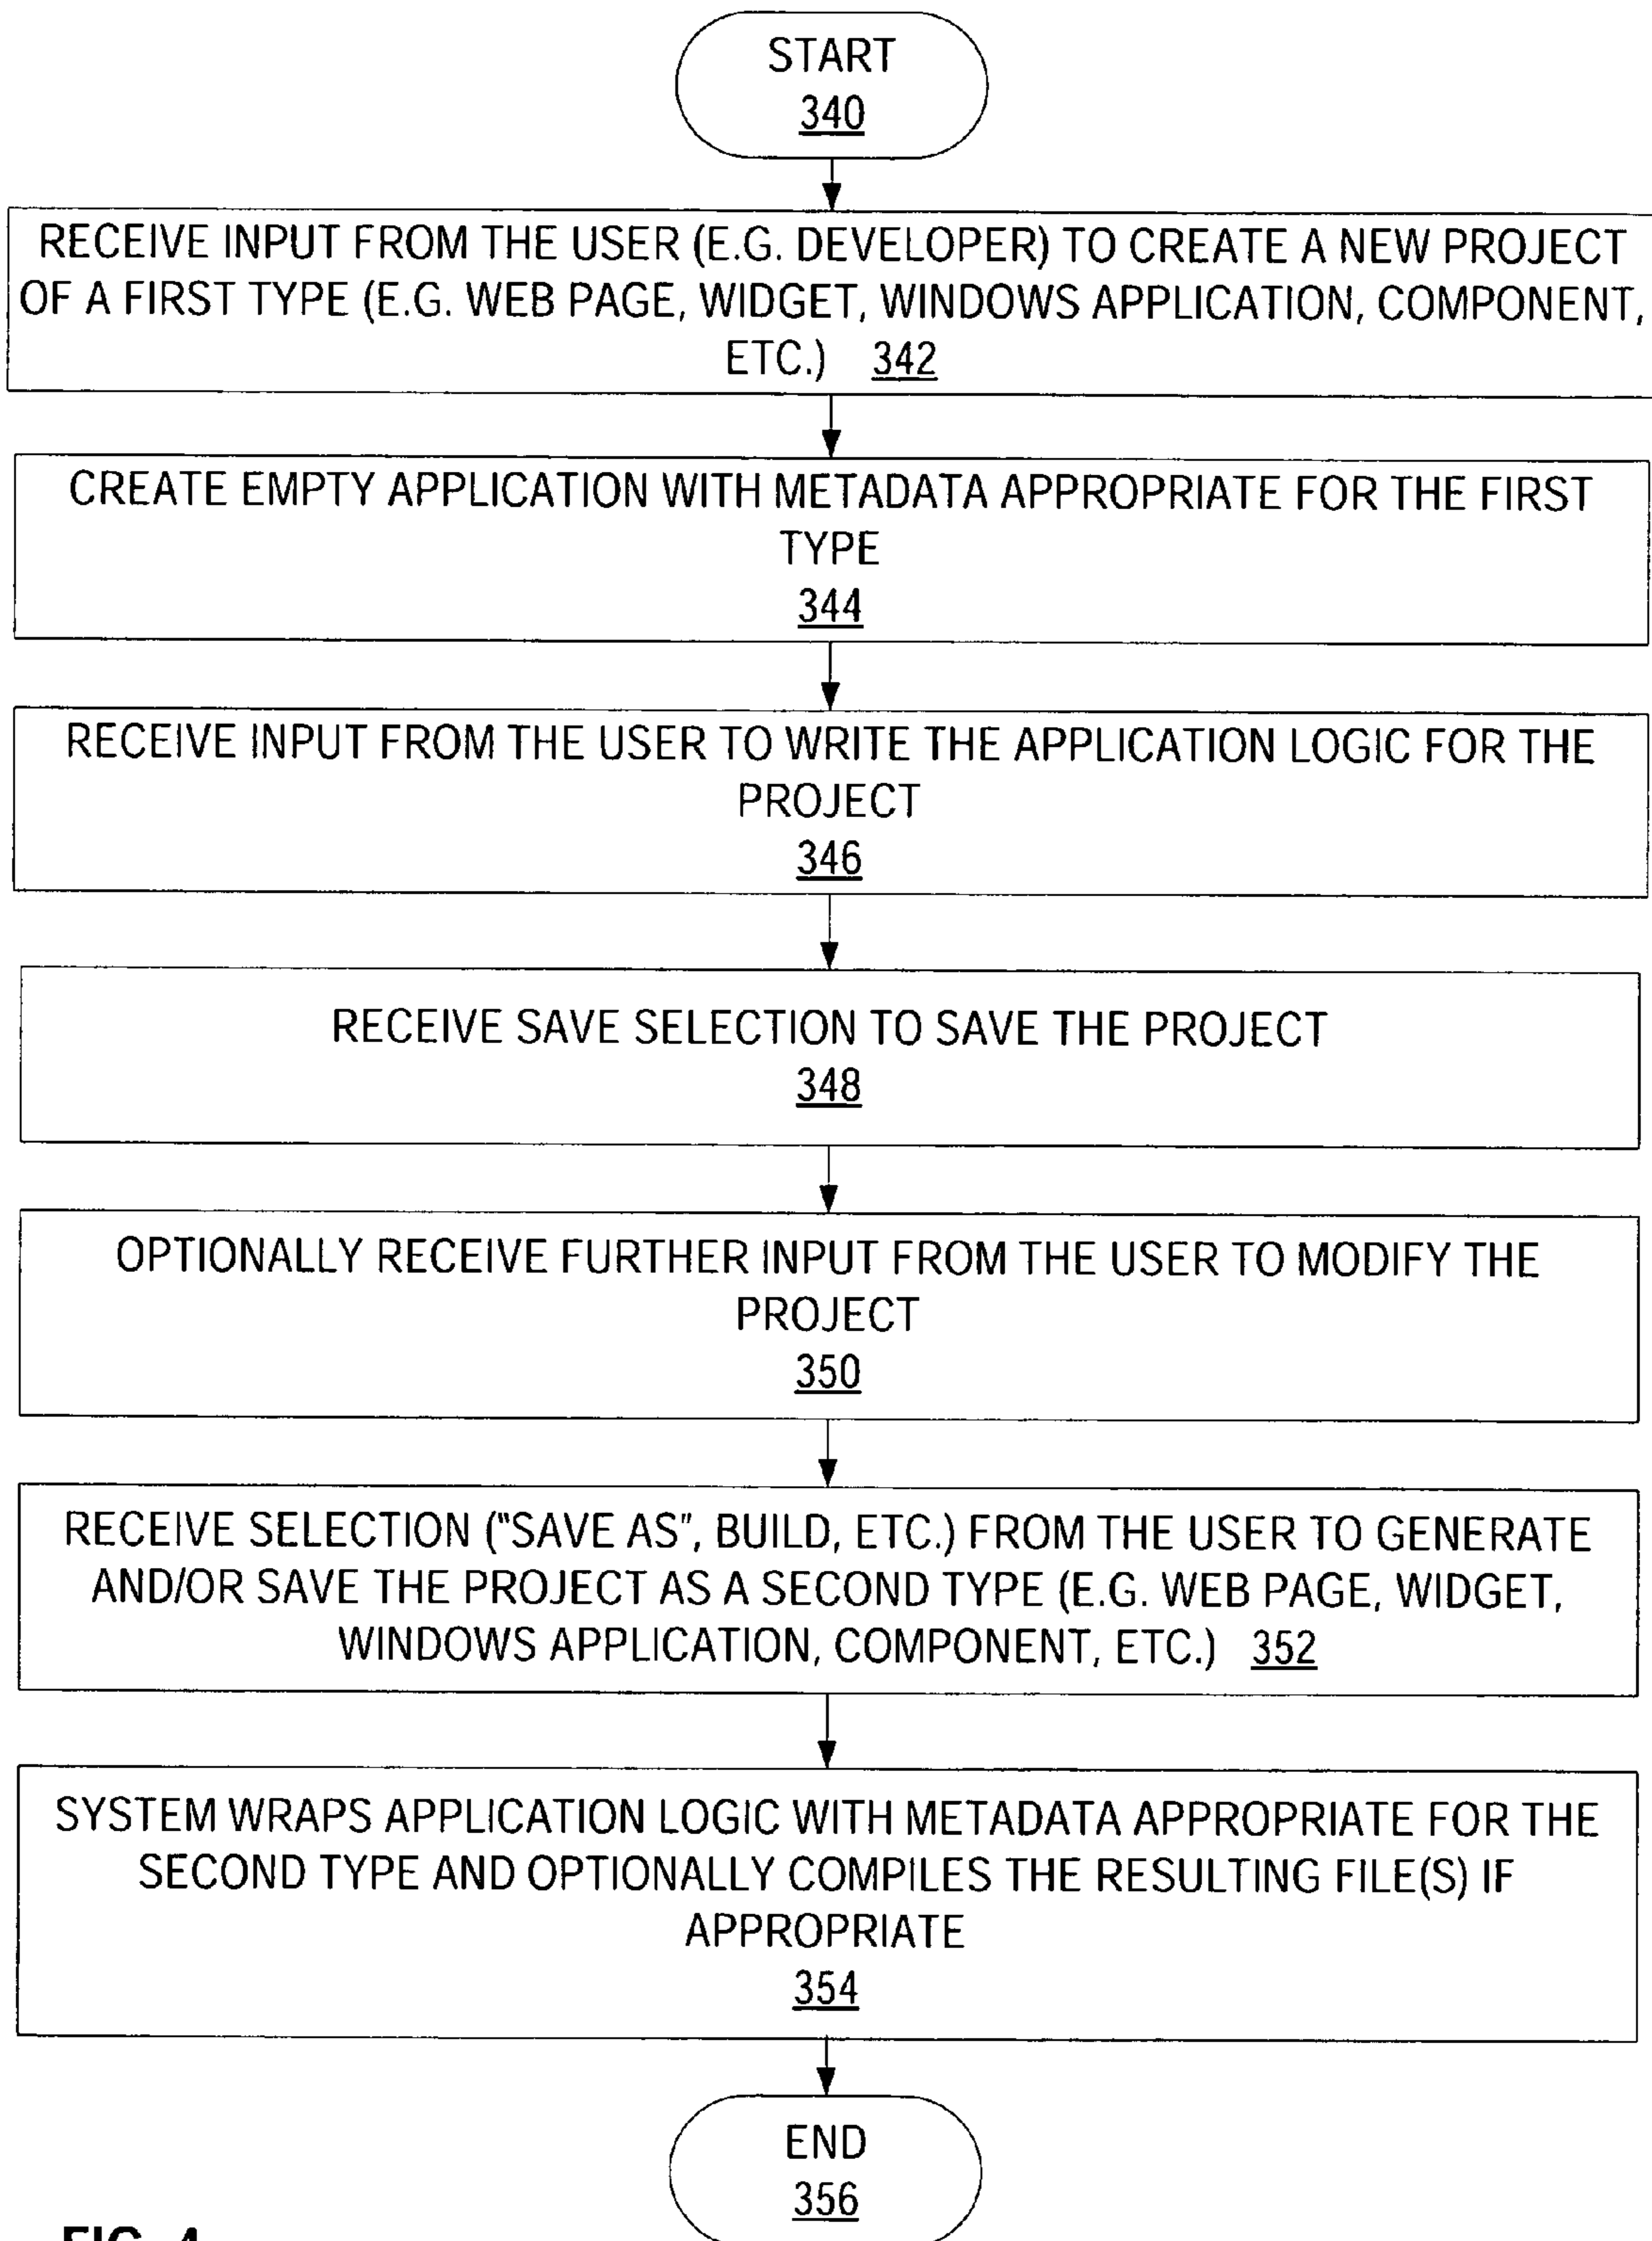 START
340
RECEIVE INPUT FROM THE USER (E.G. DEVELOPER) TO CREATE A NEW PROJECT
OF A FIRST TYPE (E.G. WEB PAGE, WIDGET, WINDOWS APPLICATION, COMPONENT,
ETC.) 342
CREATE EMPTY APPLICATION WITH METADATA APPROPRIATE FOR THE FIRST
TYPE
344
RECEIVE INPUT FROM THE USER TO WRITE THE APPLICATION LOGIC FOR THE
PROJECT
346
RECEIVE SAVE SELECTION TO SAVE THE PROJECT
348
OPTIONALLY RECEIVE FURTHER INPUT FROM THE USER TO MODIFY THE
PROJECT
350
RECEIVE SELECTION ("SAVE AS", BUILD, ETC.) FROM THE USER TO GENERATE
AND/OR SAVE THE PROJECT AS A SECOND TYPE (E.G. WEB PAGE, WIDGET,
WINDOWS APPLICATION, COMPONENT, ETC.) 352
SYSTEM WRAPS APPLICATION LOGIC WITH METADATA APPROPRIATE FOR THE
SECOND TYPE AND OPTIONALLY COMPILES THE RESULTING FILE(S) IF
APPROPRIATE
354
END
356
FIG. 4